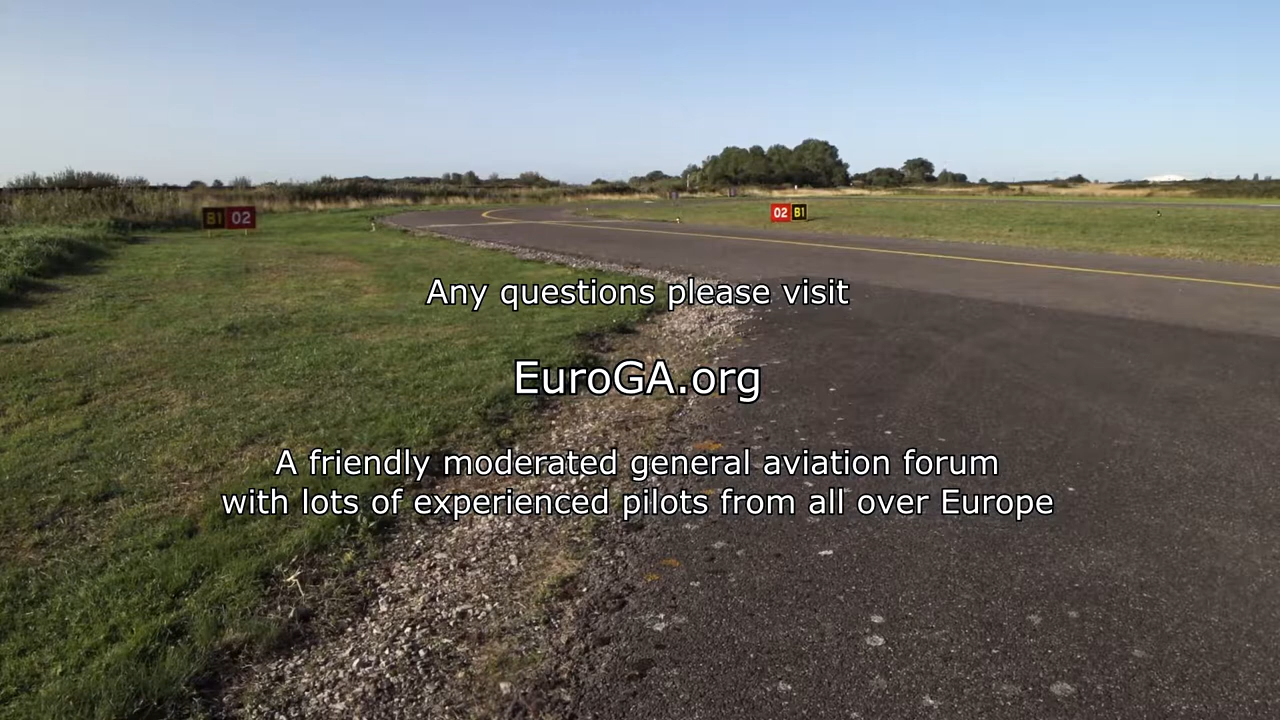 B1 02
02 B1
Any questions please visit
EuroGA.org
A friendly moderated general aviation forum
with lots of experienced pilots from all over Europe